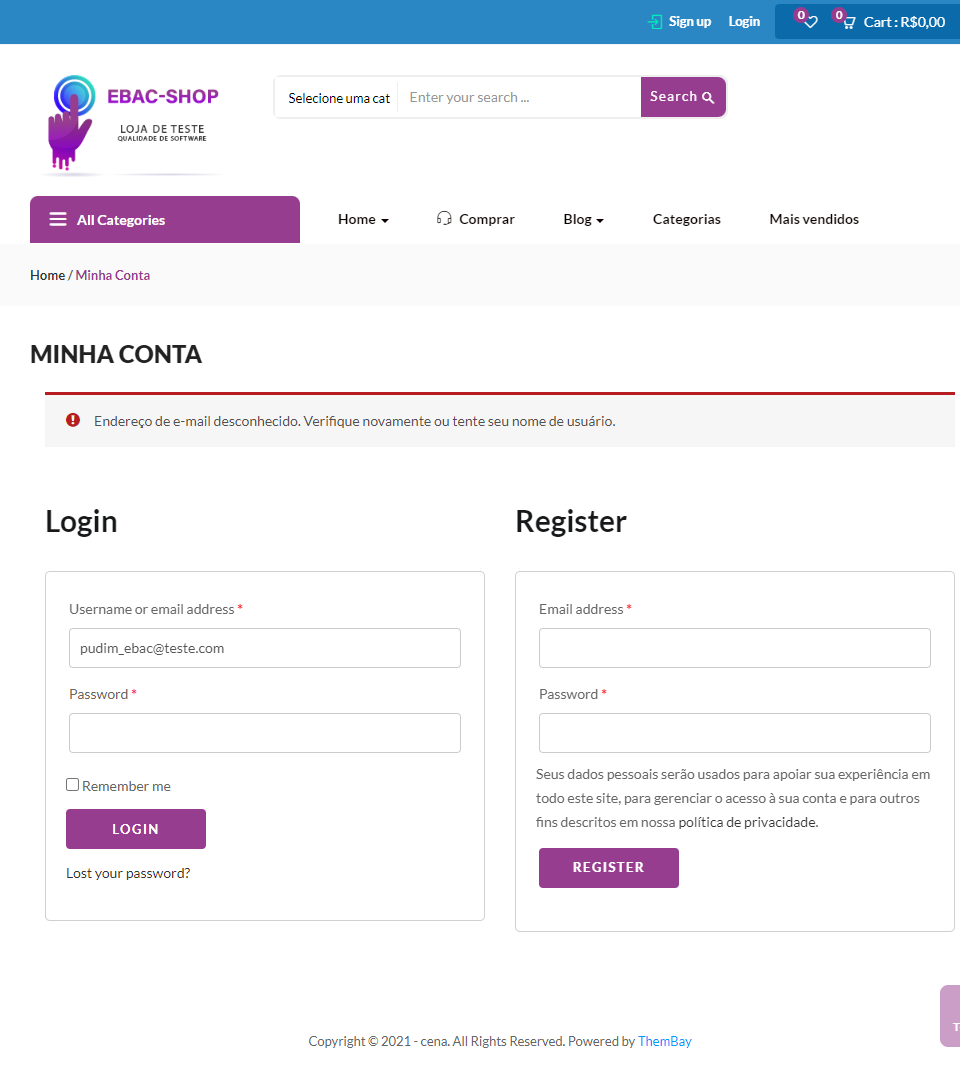 Sign up
Login
0
0
Cart : R$0,00
EBAC-SHOP
LOJA DE TESTE
QUALIDADE DE SOFTWARE
Selecione uma cat
Enter your search ...
Search
All Categories
Home
Comprar
Blog
Categorias
Mais vendidos
Home / Minha Conta
MINHA CONTA
Endereço de e-mail desconhecido. Verifique novamente ou tente seu nome de usuário.
Login
Username or email address *
pudim_ebac@teste.com
Password *
Remember me
LOGIN
Lost your password?
Register
Email address *
Password *
Seus dados pessoais serão usados para apoiar sua experiência em
todo este site, para gerenciar o acesso à sua conta e para outros
fins descritos em nossa política de privacidade.
REGISTER
T
Copyright © 2021 - cena. All Rights Reserved. Powered by ThemBay